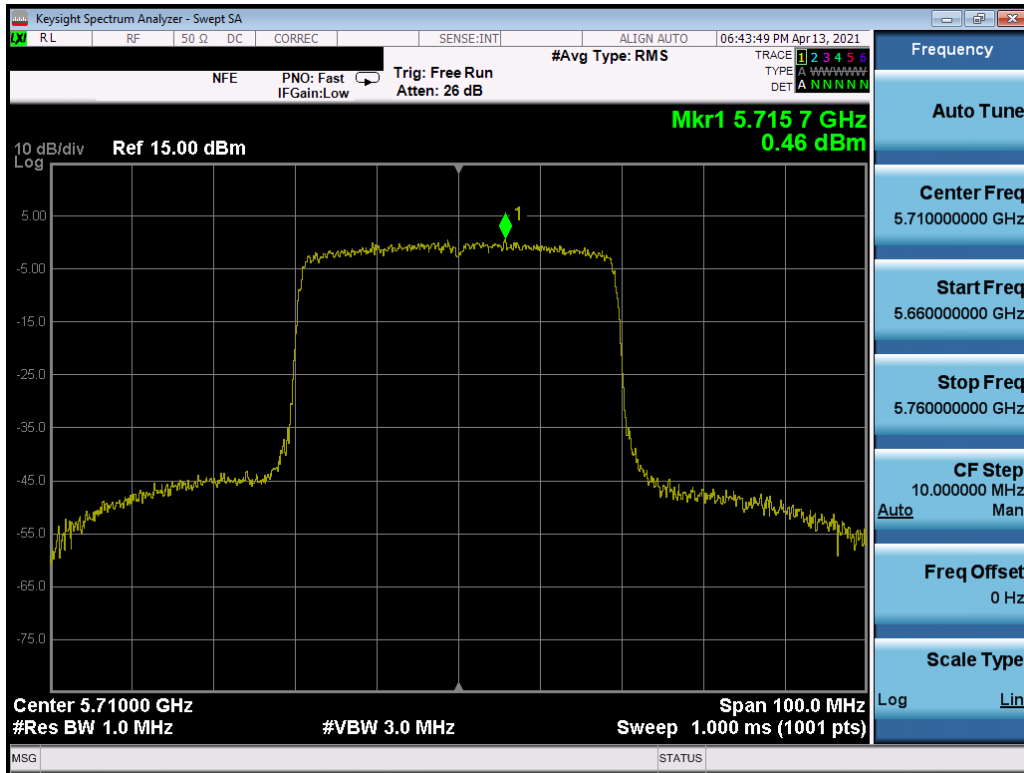 Keysight Spectrum Analyzer - Swept SA
LXI RL RF 50 Ω DC CORREC SENSE:INT ALIGN AUTO 06:43:49 PM Apr 13, 2021
#Avg Type: RMS
TRACE 1 2 3 4 5 6
TYPE A WWWWW
DET A N N N N N
NFE PNO: Fast Trig: Free Run
IFGain:Low Atten: 26 dB
Mkr1 5.715 7 GHz
0.46 dBm
10 dB/div Ref 15.00 dBm
Log
1
5.00
-5.00
-15.0
-25.0
-35.0
-45.0
-55.0
-65.0
-75.0
Center 5.71000 GHz Span 100.0 MHz
#Res BW 1.0 MHz #VBW 3.0 MHz Sweep 1.000 ms (1001 pts)
MSG STATUS
Frequency
Auto Tune
Center Freq
5.710000000 GHz
Start Freq
5.660000000 GHz
Stop Freq
5.760000000 GHz
CF Step
10.000000 MHz
Auto Man
Freq Offset
0 Hz
Scale Type
Log Lin